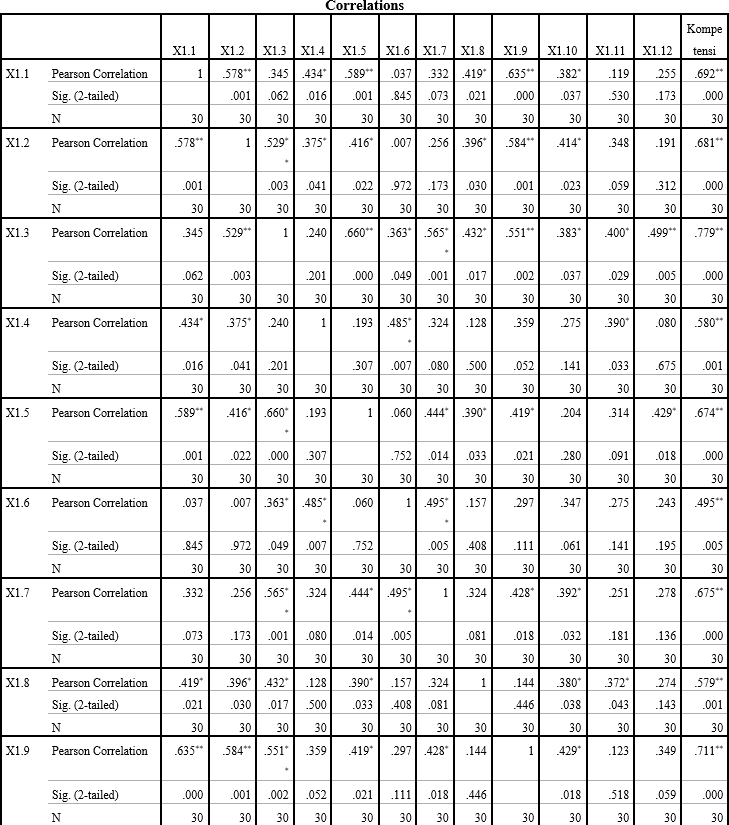 Correlations
Kompe
X1.1 X1.2 X1.3 X1.4 X1.5 X1.6 X1.7 X1.8 X1.9 X1.10 X1.11 X1.12 tensi
X1.1 Pearson Correlation 1 .578** .345 .434* .589** .037 .332 .419* .635** .382* .119 .255 .692**
Sig. (2-tailed) .001 .062 .016 .001 .845 .073 .021 .000 .037 .530 .173 .000
N 30 30 30 30 30 30 30 30 30 30 30 30 30
X1.2 Pearson Correlation .578** 1 .529* .375* .416* .007 .256 .396* .584** .414* .348 .191 .681**
*
Sig. (2-tailed) .001 .003 .041 .022 .972 .173 .030 .001 .023 .059 .312 .000
N 30 30 30 30 30 30 30 30 30 30 30 30 30
X1.3 Pearson Correlation .345 .529** 1 .240 .660** .363* .565* .432* .551** .383* .400* .499** .779**
*
Sig. (2-tailed) .062 .003 .201 .000 .049 .001 .017 .002 .037 .029 .005 .000
N 30 30 30 30 30 30 30 30 30 30 30 30 30
X1.4 Pearson Correlation .434* .375* .240 1 .193 .485* .324 .128 .359 .275 .390* .080 .580**
*
Sig. (2-tailed) .016 .041 .201 .307 .007 .080 .500 .052 .141 .033 .675 .001
N 30 30 30 30 30 30 30 30 30 30 30 30 30
X1.5 Pearson Correlation .589** .416* .660* .193 1 .060 .444* .390* .419* .204 .314 .429* .674**
*
Sig. (2-tailed) .001 .022 .000 .307 .752 .014 .033 .021 .280 .091 .018 .000
N 30 30 30 30 30 30 30 30 30 30 30 30 30
X1.6 Pearson Correlation .037 .007 .363* .485* .060 1 .495* .157 .297 .347 .275 .243 .495**
* *
Sig. (2-tailed) .845 .972 .049 .007 .752 .005 .408 .111 .061 .141 .195 .005
N 30 30 30 30 30 30 30 30 30 30 30 30 30
X1.7 Pearson Correlation .332 .256 .565* .324 .444* .495* 1 .324 .428* .392* .251 .278 .675**
* *
Sig. (2-tailed) .073 .173 .001 .080 .014 .005 .081 .018 .032 .181 .136 .000
N 30 30 30 30 30 30 30 30 30 30 30 30 30
X1.8 Pearson Correlation .419* .396* .432* .128 .390* .157 .324 1 .144 .380* .372* .274 .579**
Sig. (2-tailed) .021 .030 .017 .500 .033 .408 .081 .446 .038 .043 .143 .001
N 30 30 30 30 30 30 30 30 30 30 30 30 30
X1.9 Pearson Correlation .635** .584** .551* .359 .419* .297 .428* .144 1 .429* .123 .349 .711**
*
Sig. (2-tailed) .000 .001 .002 .052 .021 .111 .018 .446 .018 .518 .059 .000
N 30 30 30 30 30 30 30 30 30 30 30 30 30